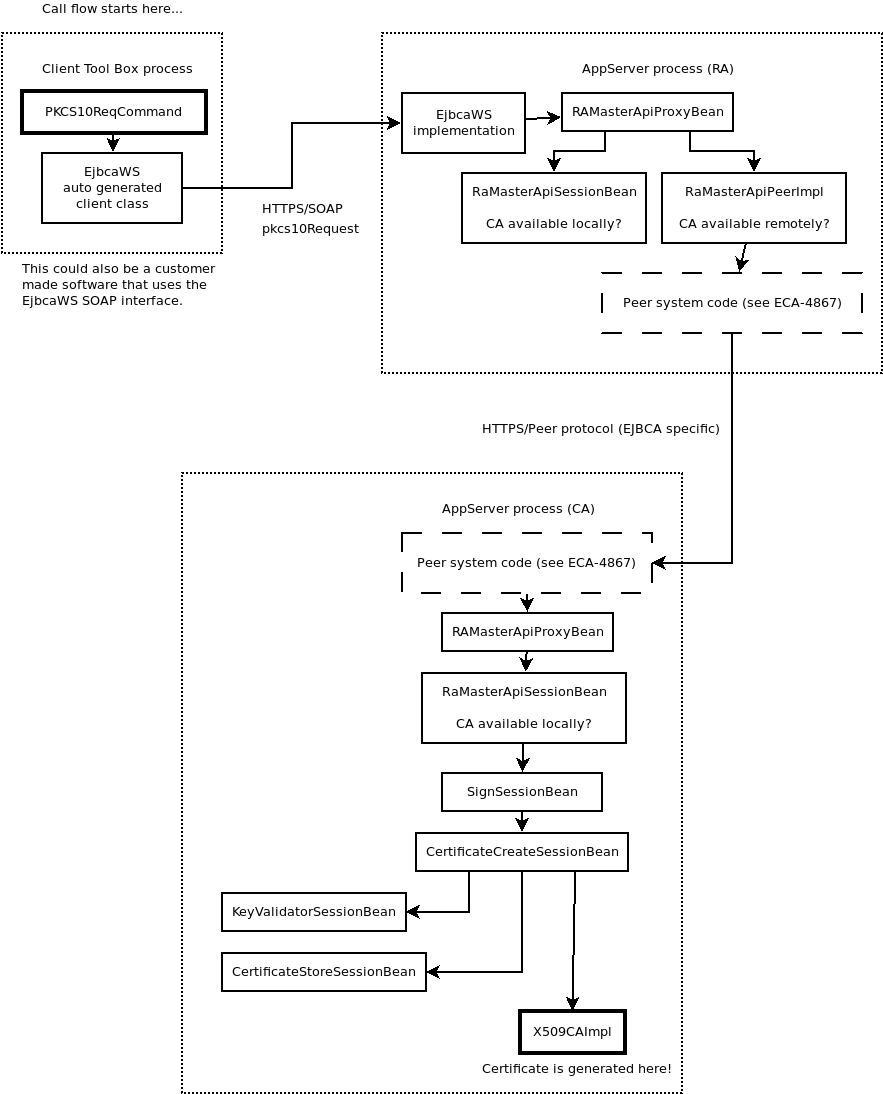 Call flow starts here...
Client Tool Box process
PKCS10ReqCommand
EjbcaWS
auto generated
client class
This could also be a customer
made software that uses the
EjbcaWS SOAP interface.
HTTPS/SOAP
pkcs10Request
AppServer process (RA)
EjbcaWS
implementation
RAMasterApiProxyBean
RaMasterApiSessionBean
CA available locally?
RaMasterApiPeerImpl
CA available remotely?
Peer system code (see ECA-4867)
HTTPS/Peer protocol (EJBCA specific)
AppServer process (CA)
Peer system code (see ECA-4867)
RAMasterApiProxyBean
RaMasterApiSessionBean
CA available locally?
SignSessionBean
CertificateCreateSessionBean
KeyValidatorSessionBean
CertificateStoreSessionBean
X509CAImpl
Certificate is generated here!